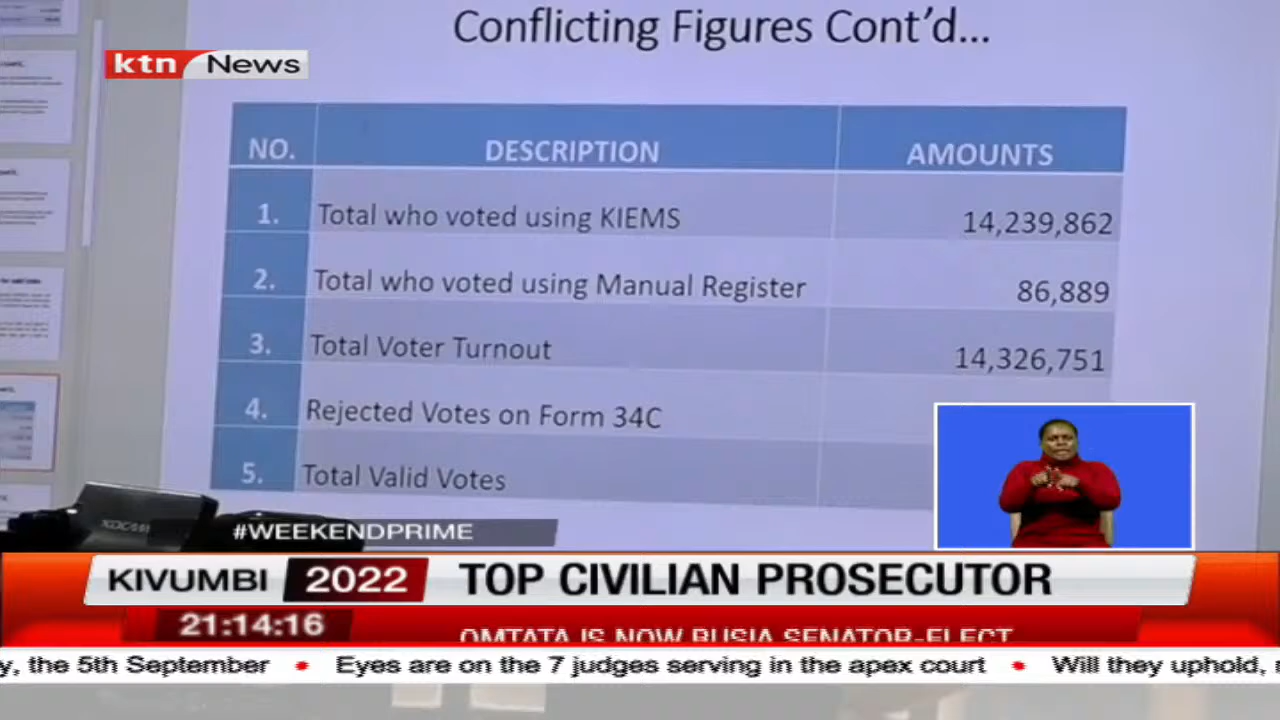 Conflicting Figures Cont’d...
ktn News
NO. DESCRIPTION AMOUNTS
1. Total who voted using KIEMS 14,239,862
2. Total who voted using Manual Register 86,889
3. Total Voter Turnout 14,326,751
4. Rejected Votes on Form 34C
5. Total Valid Votes
#WEEKENDPRIME
KIVUMBI 2022 TOP CIVILIAN PROSECUTOR
21:14:16 OMTATA IS NOW BUSIA SENATOR-ELECT
the 5th September • Eyes are on the 7 judges serving in the apex court • Will they uphold,